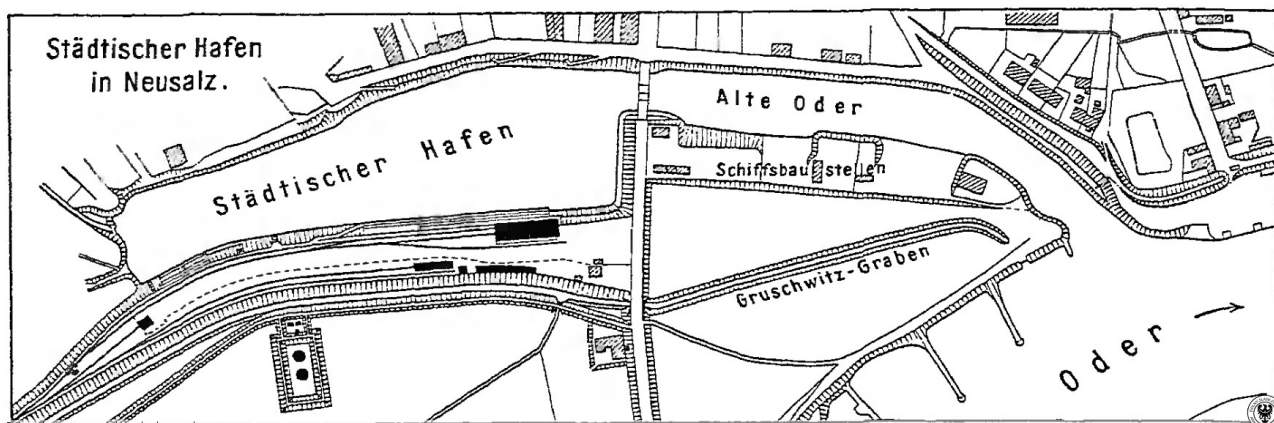 Städtischer Hafen
in Neusalz.
Alte Oder
Städtischer Hafen
Schiffsbaustellen
Gruschwitz-Graben
Oder